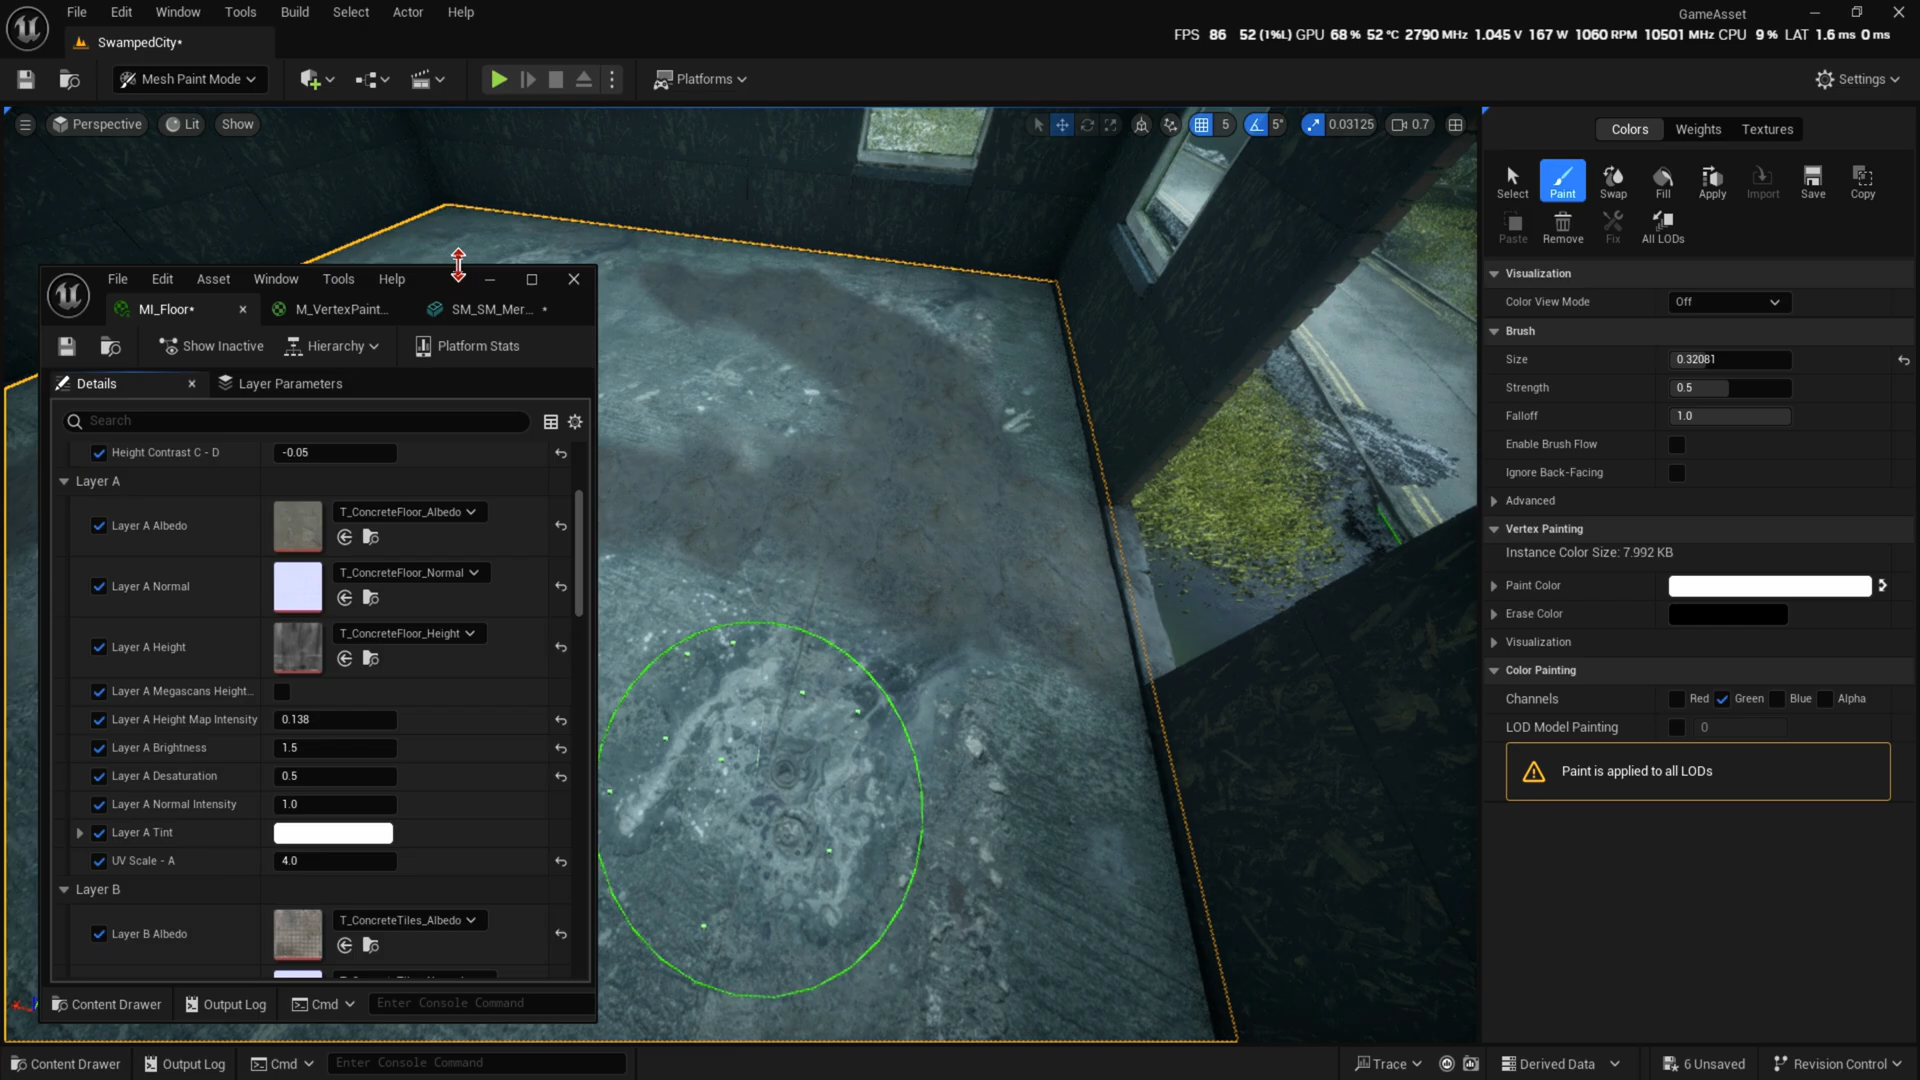 File Edit Window Tools Build Select Actor Help
GameAsset
SwampedCity*
FPS 86 52 (1%L) GPU 68 % 52 °C 2790 MHz 1.045 V 167 W 1060 RPM 10501 MHz CPU 9 % LAT 1.6 ms 0 ms
Mesh Paint Mode
Platforms
Settings
Perspective Lit Show
5 5° 0.03125 0.7
Colors Weights Textures
Select Paint Swap Fill Apply Import Save Copy
Paste Remove Fix All LODs
Visualization
Color View Mode Off
Brush
Size 0.32081
Strength 0.5
Falloff 1.0
Enable Brush Flow
Ignore Back-Facing
Advanced
Vertex Painting
Instance Color Size: 7.992 KB
Paint Color
Erase Color
Visualization
Color Painting
Channels Red Green Blue Alpha
LOD Model Painting 0
Paint is applied to all LODs
File Edit Asset Window Tools Help
MI_Floor* M_VertexPaint... SM_SM_Mer... *
Show Inactive Hierarchy Platform Stats
Details Layer Parameters
Search
Height Contrast C - D -0.05
Layer A
Layer A Albedo T_ConcreteFloor_Albedo
Layer A Normal T_ConcreteFloor_Normal
Layer A Height T_ConcreteFloor_Height
Layer A Megascans Height...
Layer A Height Map Intensity 0.138
Layer A Brightness 1.5
Layer A Desaturation 0.5
Layer A Normal Intensity 1.0
Layer A Tint
UV Scale - A 4.0
Layer B
Layer B Albedo T_ConcreteTiles_Albedo
Content Drawer Output Log Cmd Enter Console Command
Content Drawer Output Log Cmd Enter Console Command
Trace Derived Data 6 Unsaved Revision Control